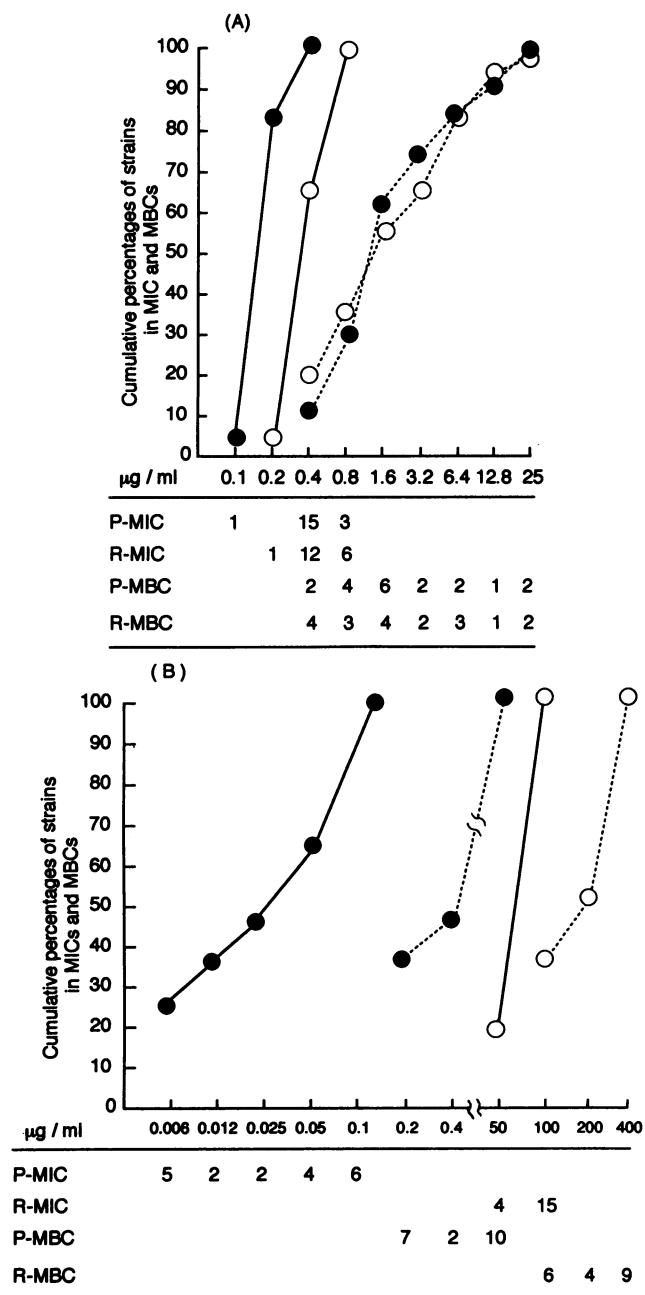 (A)
Cumulative percentages of strains
in MIC and MBCs
100
90
80
70
60
50
40
30
20
10
0
µg / ml 0.1 0.2 0.4 0.8 1.6 3.2 6.4 12.8 25
P-MIC 1 15 3
R-MIC 1 12 6
P-MBC 2 4 6 2 2 1 2
R-MBC 4 3 4 2 3 1 2
( B )
Cumulative percentages of strains
in MICs and MBCs
100
90
80
70
60
50
40
30
20
10
0
µg / ml 0.006 0.012 0.025 0.05 0.1 0.2 0.4 50 100 200 400
P-MIC 5 2 2 4 6
R-MIC 4 15
P-MBC 7 2 10
R-MBC 6 4 9